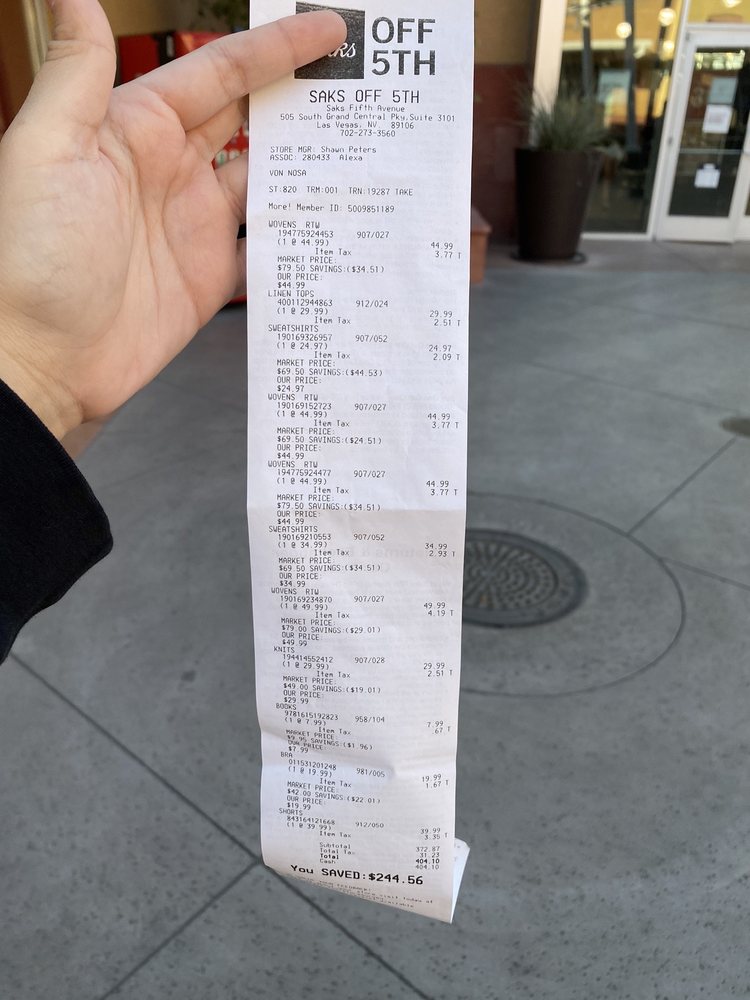 OFF
5TH
SAKS OFF 5TH
Saks Fifth Avenue
505 South Grand Central Pky,Suite 3101
Las Vegas, NV 89106
702-273-3560
STORE MGR: Shawn Peters
ASSOC: 280433 Alexa
VON NOSA
ST:820 TRM:001 TRN:19287 TAKE
More! Member ID: 5009851189
WOVENS RTW
194775924453 907/027
(1 @ 44.99) 44.99
Item Tax 3.77 T
MARKET PRICE:
$79.50 SAVINGS:($34.51)
OUR PRICE:
$44.99
LINEN TOPS
400112944863 912/024
(1 @ 29.99) 29.99
Item Tax 2.51 T
SWEATSHIRTS
190169326957 907/052
(1 @ 24.97) 24.97
Item Tax 2.09 T
MARKET PRICE:
$69.50 SAVINGS:($44.53)
OUR PRICE:
$24.97
WOVENS RTW
190169152723 907/027
(1 @ 44.99) 44.99
Item Tax 3.77 T
MARKET PRICE:
$69.50 SAVINGS:($24.51)
OUR PRICE:
$44.99
WOVENS RTW
194775924477 907/027
(1 @ 44.99) 44.99
Item Tax 3.77 T
MARKET PRICE:
$79.50 SAVINGS:($34.51)
OUR PRICE:
$44.99
SWEATSHIRTS
190169210553 907/052
(1 @ 34.99) 34.99
Item Tax 2.93 T
MARKET PRICE:
$69.50 SAVINGS:($34.51)
OUR PRICE:
$34.99
WOVENS RTW
190169234870 907/027
(1 @ 49.99) 49.99
Item Tax 4.19 T
MARKET PRICE:
$79.00 SAVINGS:($29.01)
OUR PRICE:
$49.99
KNITS
194414552412 907/028
(1 @ 29.99) 29.99
Item Tax 2.51 T
MARKET PRICE:
$49.00 SAVINGS:($19.01)
OUR PRICE:
$29.99
BOOKS
9781615192823 958/104
(1 @ 7.99) 7.99
Item Tax .67 T
MARKET PRICE:
$9.95 SAVINGS:($1.96)
OUR PRICE:
$7.99
BRA
011531201248 981/005
(1 @ 19.99) 19.99
Item Tax 1.67 T
MARKET PRICE:
$42.00 SAVINGS:($22.01)
OUR PRICE:
$19.99
SHORTS
843164121668 912/050
(1 @ 39.99) 39.99
Item Tax 3.35 T
Subtotal 372.87
Total Tax 31.23
Total 404.10
Cash 404.10
You SAVED:$244.56